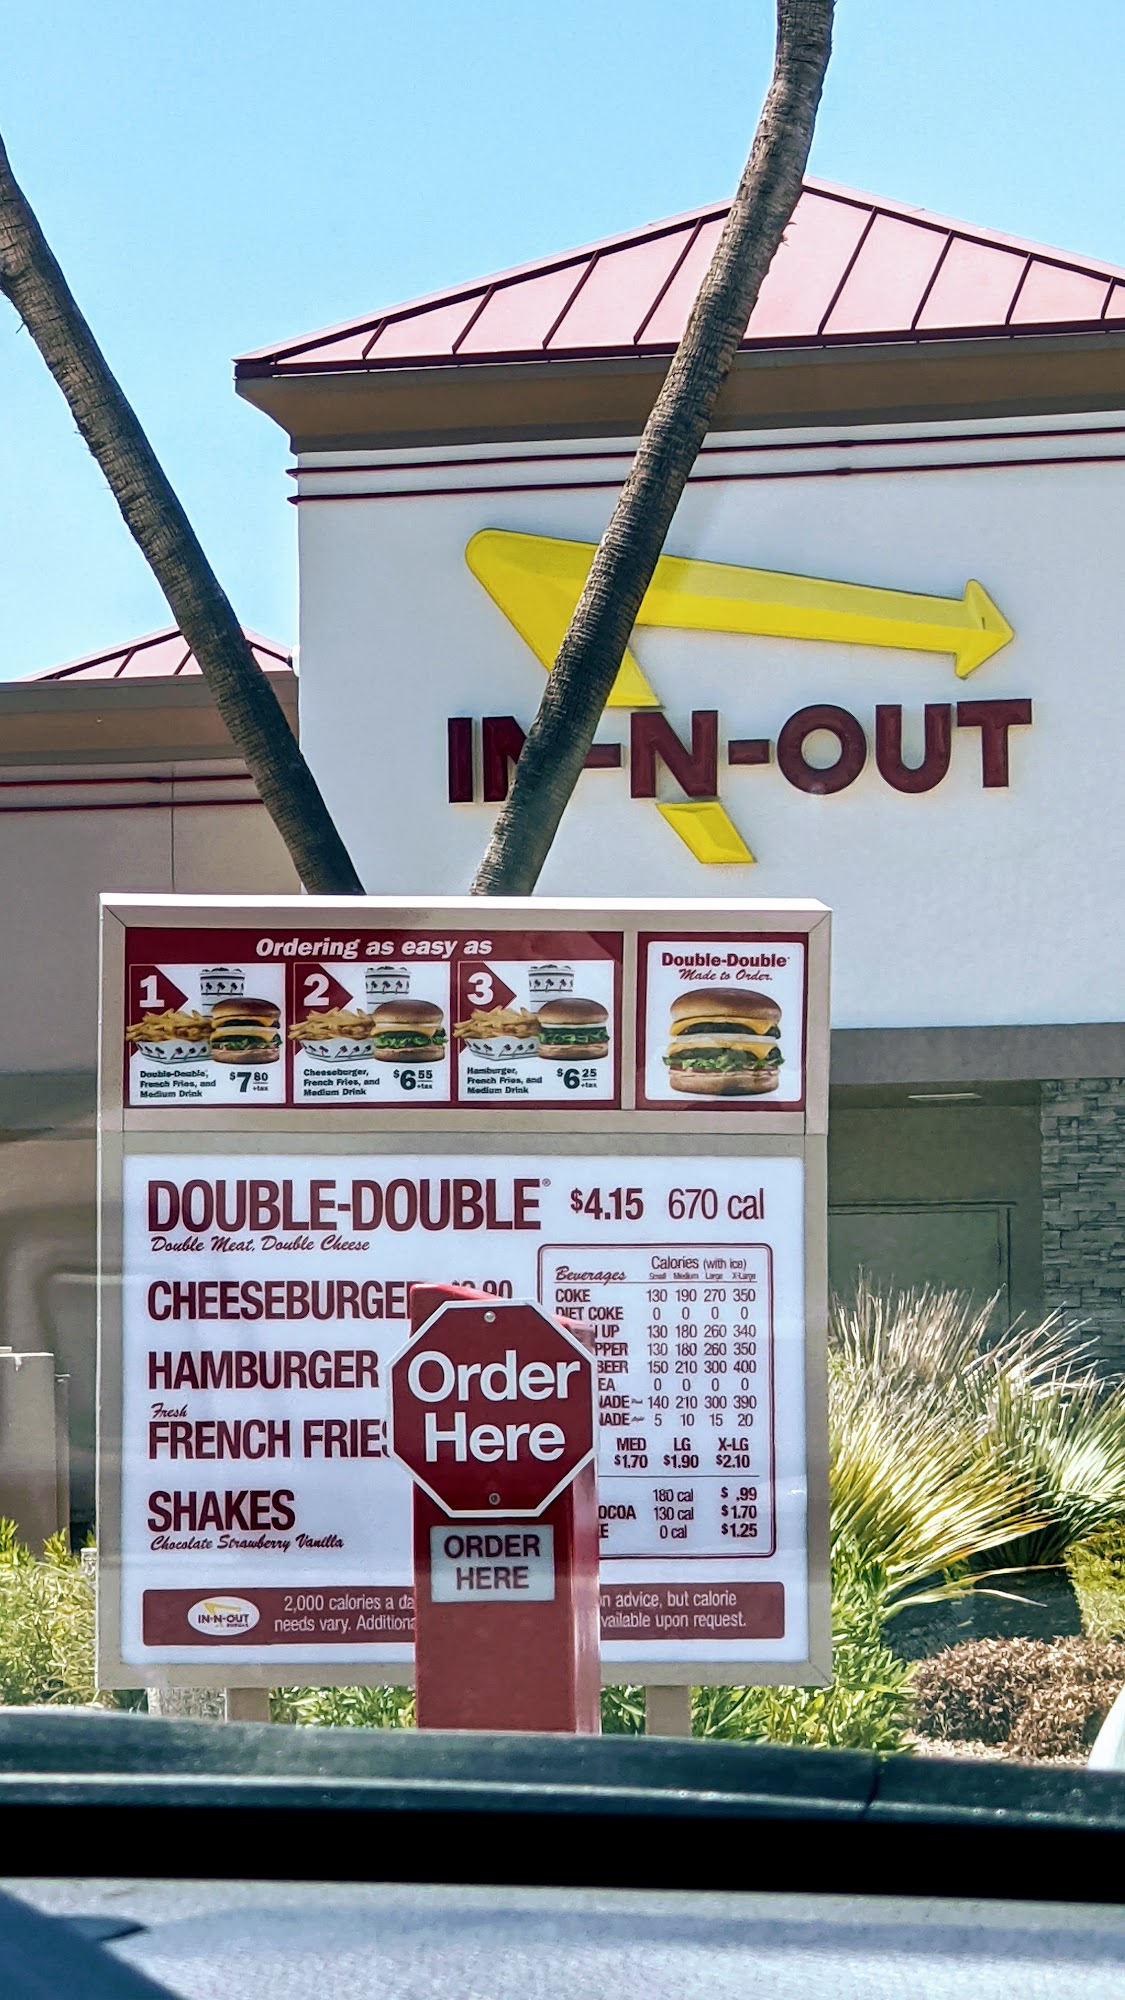 IN-N-OUT
Ordering as easy as
1
Double-Double,
French Fries, and
Medium Drink
$7 80
+tax
2
Cheeseburger,
French Fries, and
Medium Drink
$6 55
+tax
3
Hamburger,
French Fries, and
Medium Drink
$6 25
+tax
Double-Double
Made to Order.
DOUBLE-DOUBLE® $4.15 670 cal
Double Meat, Double Cheese
CHEESEBURGE 90
HAMBURGER
Fresh
FRENCH FRIES
SHAKES
Chocolate Strawberry Vanilla
Calories (with ice)
Beverages Small Medium Large X-Large
COKE 130 190 270 350
DIET COKE 0 0 0 0
UP 130 180 260 340
PPER 130 180 260 350
BEER 150 210 300 400
EA 0 0 0 0
ADE 140 210 300 390
ADE 5 10 15 20
MED LG X-LG
$1.70 $1.90 $2.10
180 cal $ .99
OCOA 130 cal $1.70
E 0 cal $1.25
Order
Here
ORDER
HERE
IN-N-OUT
BURGER
2,000 calories a da n advice, but calorie
needs vary. Additiona vailable upon request.